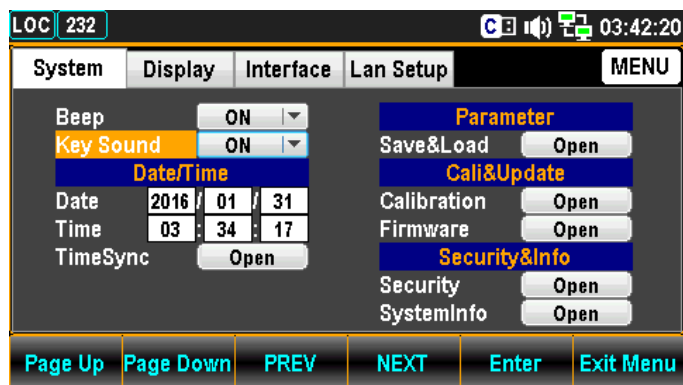 LOC 232 C 03:42:20
System Display Interface Lan Setup MENU
Beep ON
Key Sound ON
Date/Time
Date 2016 / 01 / 31
Time 03 : 34 : 17
TimeSync Open
Parameter
Save&Load Open
Cali&Update
Calibration Open
Firmware Open
Security&Info
Security Open
SystemInfo Open
Page Up Page Down PREV NEXT Enter Exit Menu